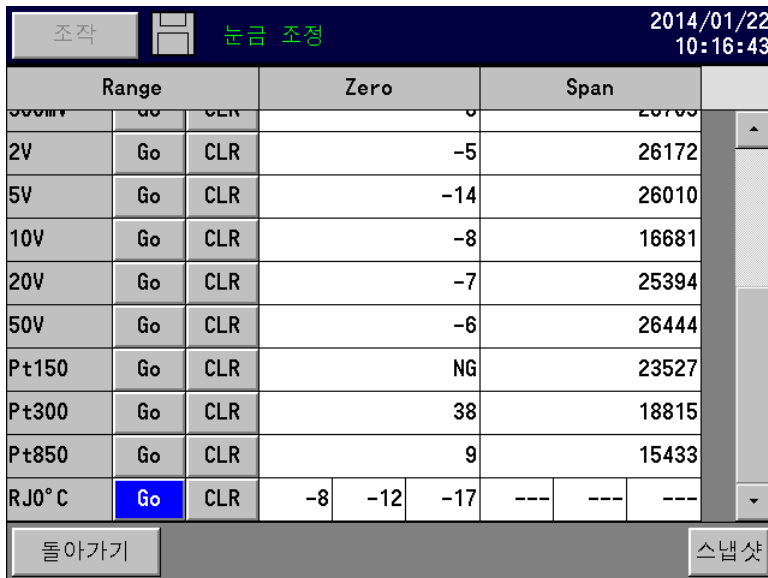 조작 눈금 조정 2014/01/22
10:16:43
Range Zero Span
2V Go CLR -5 26172
5V Go CLR -14 26010
10V Go CLR -8 16681
20V Go CLR -7 25394
50V Go CLR -6 26444
Pt150 Go CLR NG 23527
Pt300 Go CLR 38 18815
Pt850 Go CLR 9 15433
RJ0°C Go CLR -8 -12 -17 --- --- ---
돌아가기 스냅샷